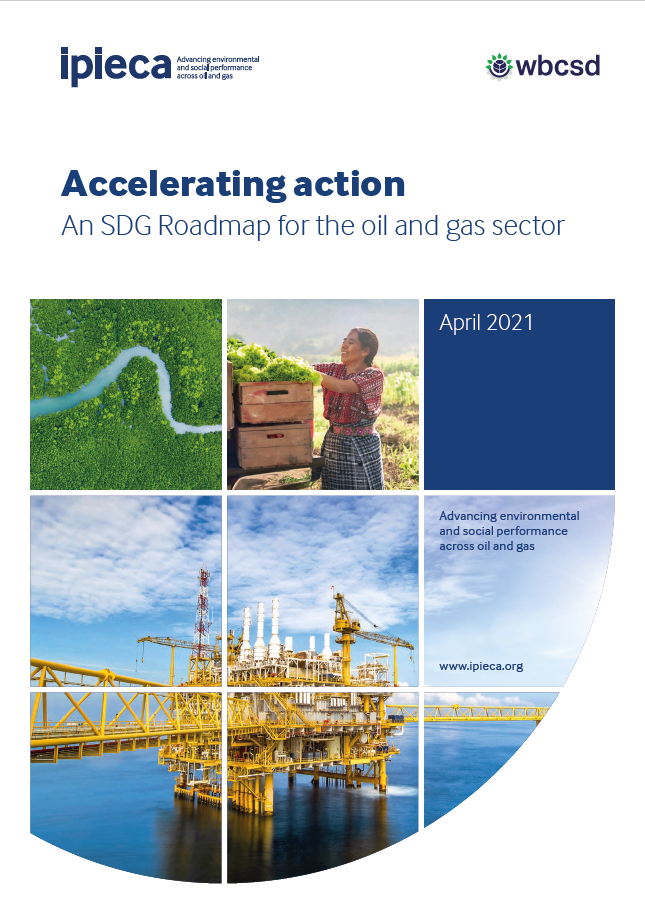 ipieca
Advancing environmental
and social performance
across oil and gas
wbcsd
Accelerating action
An SDG Roadmap for the oil and gas sector
April 2021
Advancing environmental
and social performance
across oil and gas
www.ipieca.org